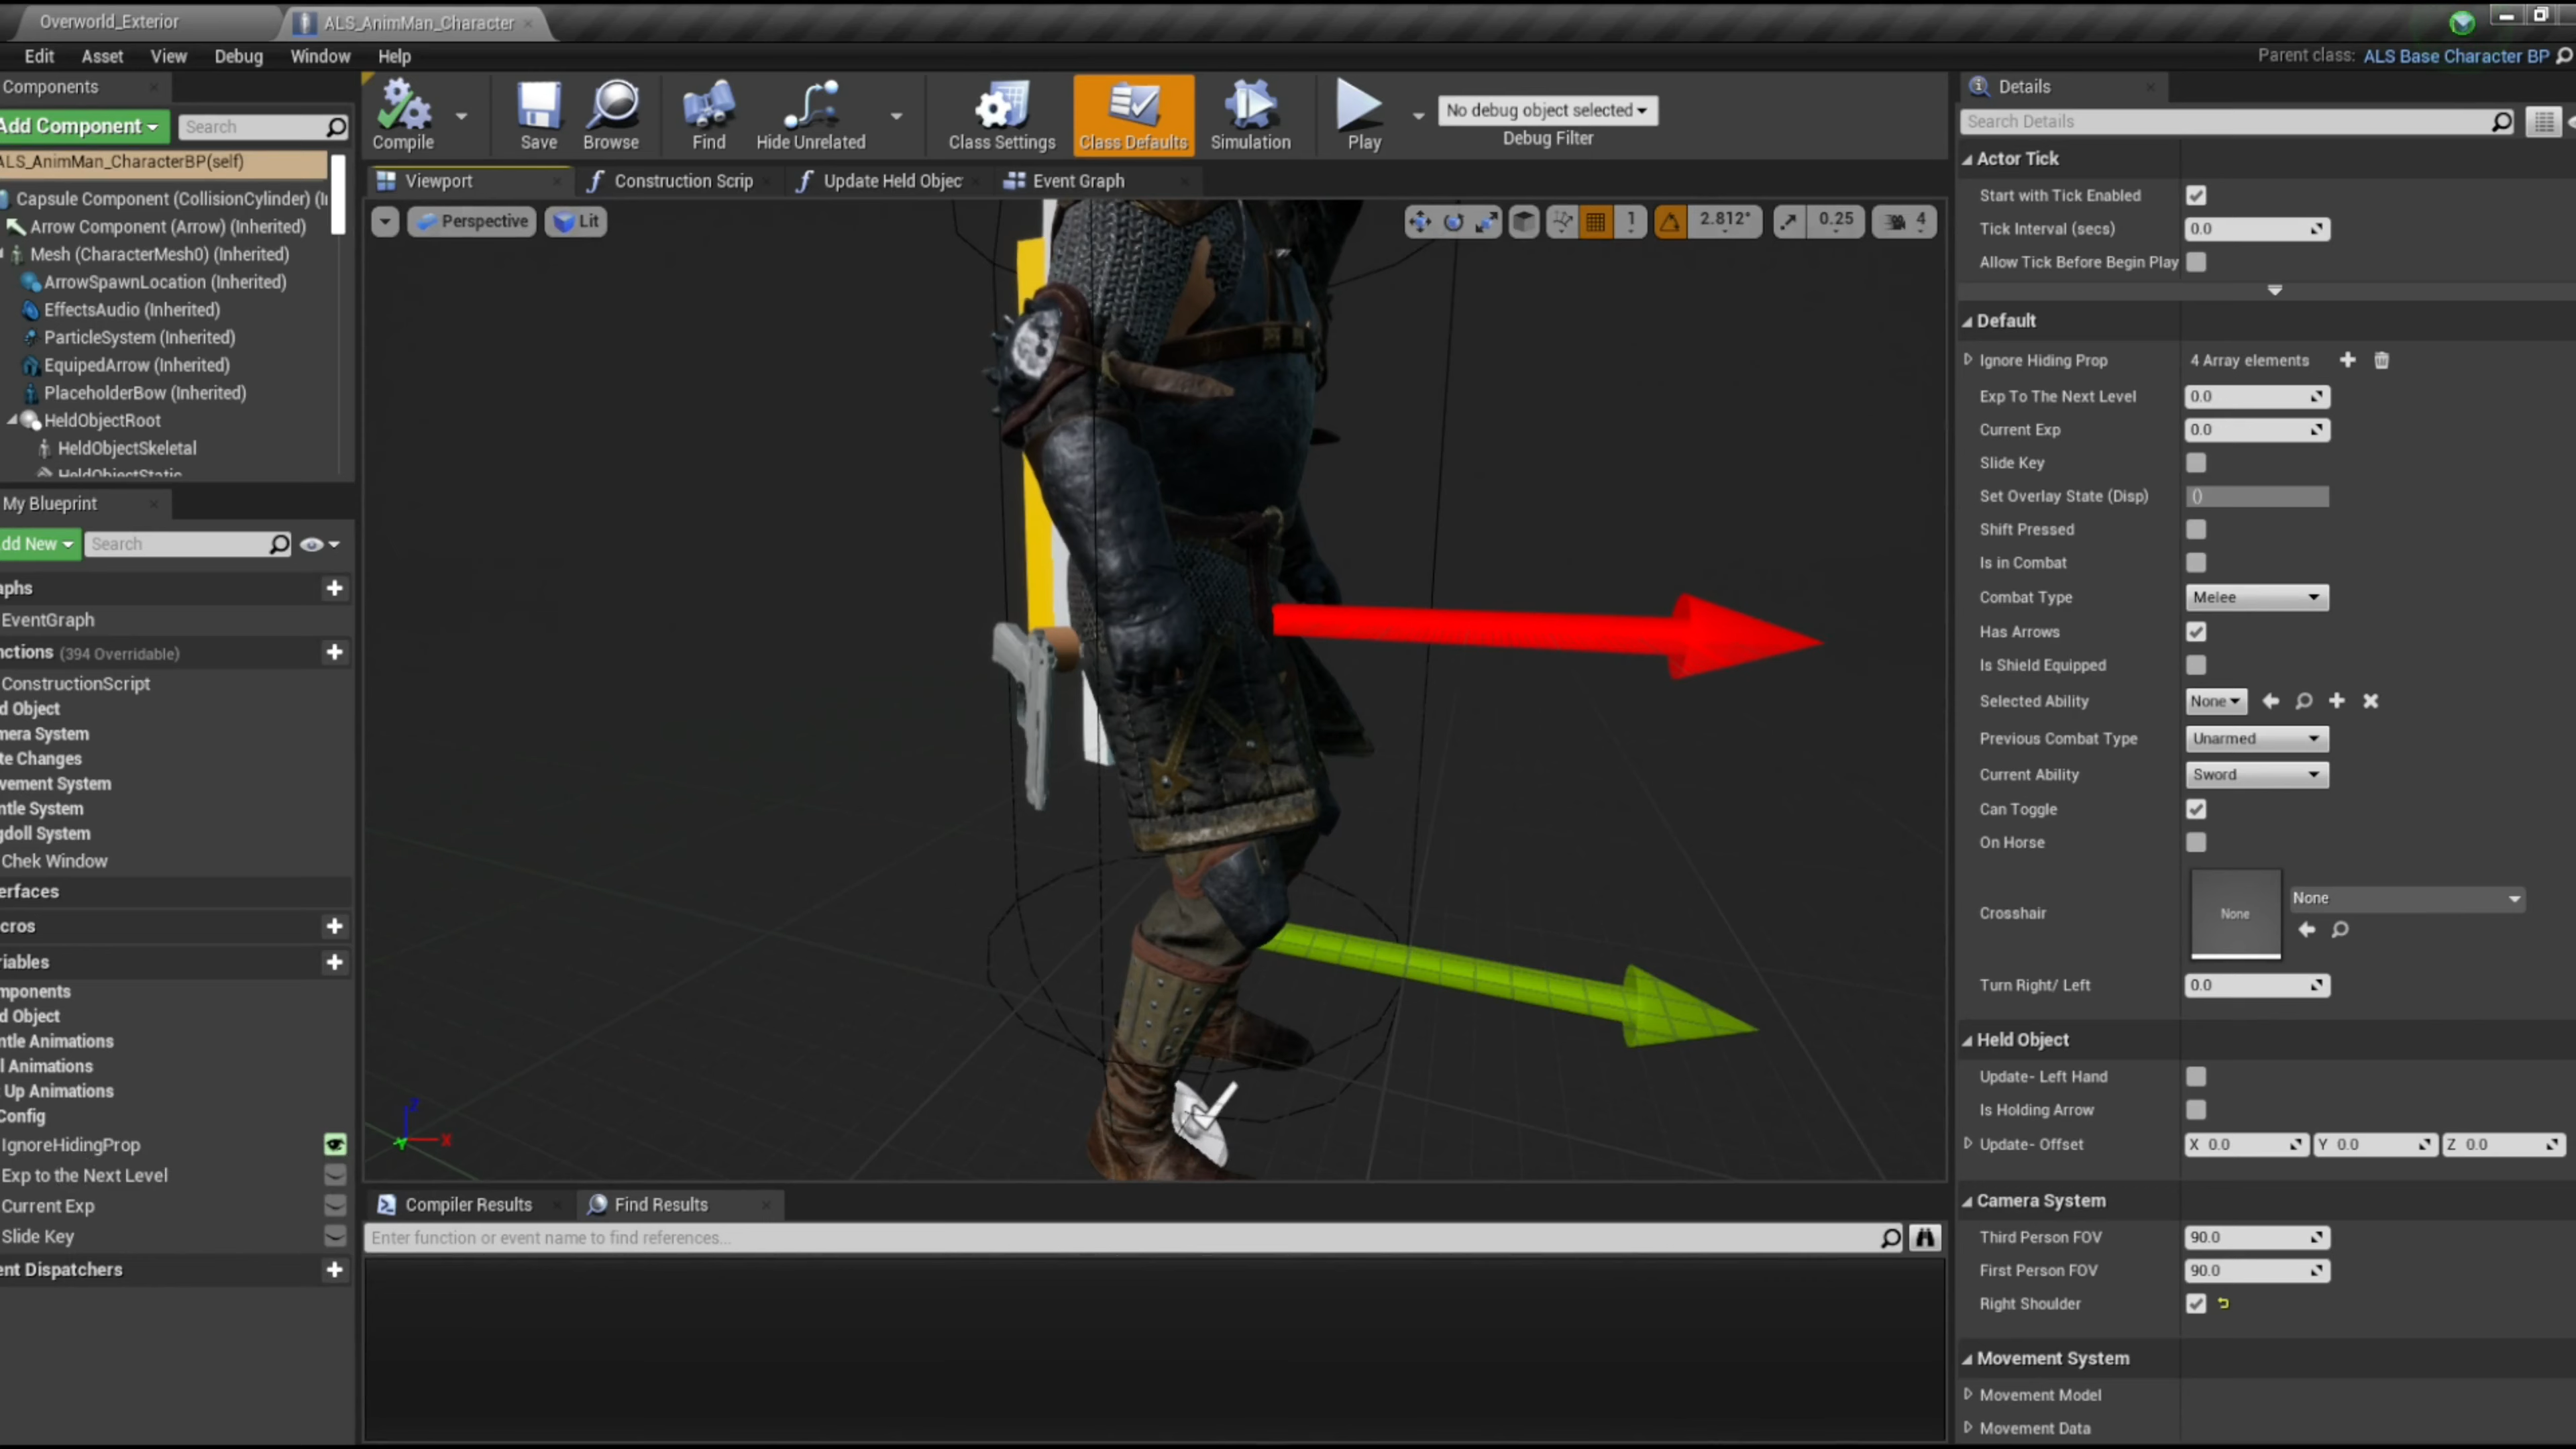 Overworld_Exterior
ALS_AnimMan_Character
Edit Asset View Debug Window Help
Parent class: ALS Base Character BP
Components
Add Component
Search
ALS_AnimMan_CharacterBP(self)
Capsule Component (CollisionCylinder) (I
Arrow Component (Arrow) (Inherited)
Mesh (CharacterMesh0) (Inherited)
ArrowSpawnLocation (Inherited)
EffectsAudio (Inherited)
ParticleSystem (Inherited)
EquipedArrow (Inherited)
PlaceholderBow (Inherited)
HeldObjectRoot
HeldObjectSkeletal
HeldObjectStatic
My Blueprint
dd New
Search
aphs
EventGraph
nctions (394 Overridable)
ConstructionScript
d Object
mera System
te Changes
vement System
ntle System
gdoll System
Chek Window
erfaces
cros
riables
mponents
d Object
ntle Animations
l Animations
t Up Animations
Config
IgnoreHidingProp
Exp to the Next Level
Current Exp
Slide Key
ent Dispatchers
Compile
Save
Browse
Find
Hide Unrelated
Class Settings
Class Defaults
Simulation
Play
No debug object selected
Debug Filter
Viewport
Construction Scrip
Update Held Objec
Event Graph
Perspective
Lit
1
2.812°
0.25
4
Z
X
Y
Compiler Results
Find Results
Enter function or event name to find references...
Details
Search Details
Actor Tick
Start with Tick Enabled
Tick Interval (secs) 0.0
Allow Tick Before Begin Play
Default
Ignore Hiding Prop 4 Array elements
Exp To The Next Level 0.0
Current Exp 0.0
Slide Key
Set Overlay State (Disp) ()
Shift Pressed
Is in Combat
Combat Type Melee
Has Arrows
Is Shield Equipped
Selected Ability None
Previous Combat Type Unarmed
Current Ability Sword
Can Toggle
On Horse
Crosshair None None
Turn Right/ Left 0.0
Held Object
Update- Left Hand
Is Holding Arrow
Update- Offset X 0.0 Y 0.0 Z 0.0
Camera System
Third Person FOV 90.0
First Person FOV 90.0
Right Shoulder
Movement System
Movement Model
Movement Data